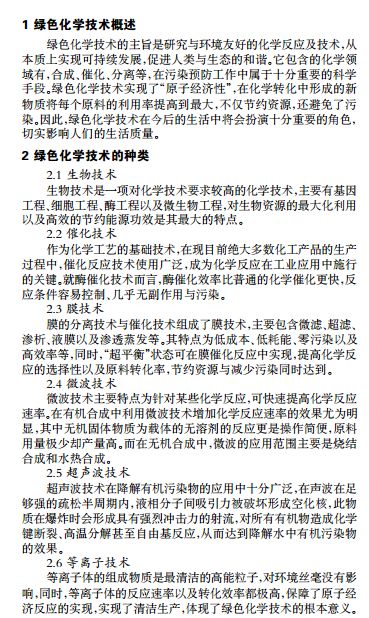 1 绿色化学技术概述
绿色化学技术的主旨是研究与环境友好的化学反应及技术,从
本质上实现可持续发展,促进人类与生态的和谐。它包含的化学
领域有,合成、催化、分离等,在污染预防工作中属于十分重要的科学
手段。绿色化学技术实现了“原子经济性”,在化学转化中形成的新
物质将每个原料的利用率提高到最大,不仅节约资源,还避免了污
染。因此,绿色化学技术在今后的生活中将会扮演十分重要的角色,
切实影响人们的生活质量。
2 绿色化学技术的种类
2.1 生物技术
生物技术是一项对化学技术要求较高的化学技术,主要有基因
工程、细胞工程、酶工程以及微生物工程,对生物资源的最大化利用
以及高效的节约能源功效是其最大的特点。
2.2 催化技术
作为化学工艺的基础技术,在现目前绝大多数化工产品的生产
过程中,催化反应技术使用广泛,成为化学反应在工业应用中施行
的关键。就酶催化技术而言,酶催化效率比普通的化学催化更快,反
应条件容易控制、几乎无副作用与污染。
2.3 膜技术
膜的分离技术与催化技术组成了膜技术,主要包含微滤、超滤、
渗析、液膜以及渗透蒸发等。其特点为低成本、低耗能、零污染以及
高效率等,同时,“超平衡”状态可在膜催化反应中实现,提高化学反
应的选择性以及原料转化率,节约资源与减少污染同时达到。
2.4 微波技术
微波技术主要特点为针对某些化学反应,可快速提高化学反应
速率。在有机合成中利用微波技术增加化学反应速率的效果尤为明
显,其中无机固体物质为载体的无溶剂的反应更是操作简便,原料
用量极少却产量高。而在无机合成中,微波的应用范围主要是烧结
合成和水热合成。
2.5 超声波技术
超声波技术在降解有机污染物的应用中十分广泛,在声波在足
够强的疏松半周期内,液相分子间吸引力被破坏形成空化核,此物
质在爆炸时会形成具有强烈冲击力的射流,对所有有机物造成化学
键断裂、高温分解甚至自由基反应,从而达到降解水中有机污染物
的效果。
2.6 等离子技术
等离子体的组成物质是最清洁的高能粒子,对环境丝毫没有影
响,同时,等离子体的反应速率以及转化效率都极高,保障了原子经
济反应的实现,实现了清洁生产,体现了绿色化学技术的根本意义。